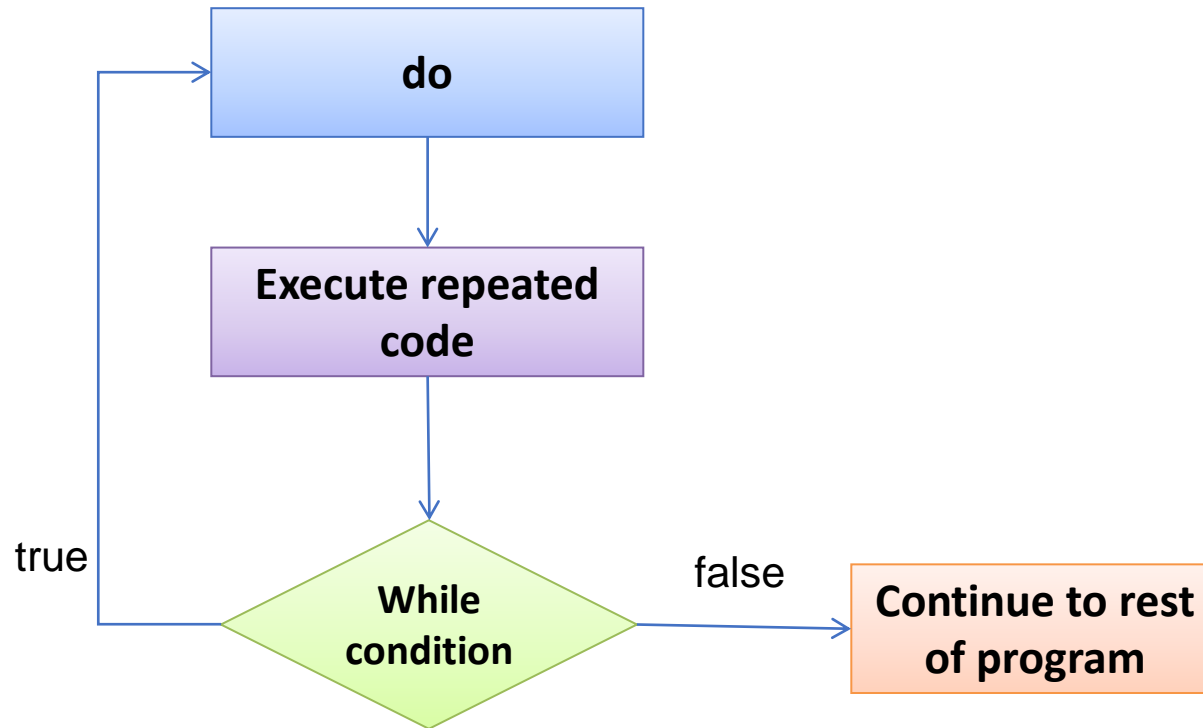 do
Execute repeated
code
true
While
condition
false
Continue to rest
of program